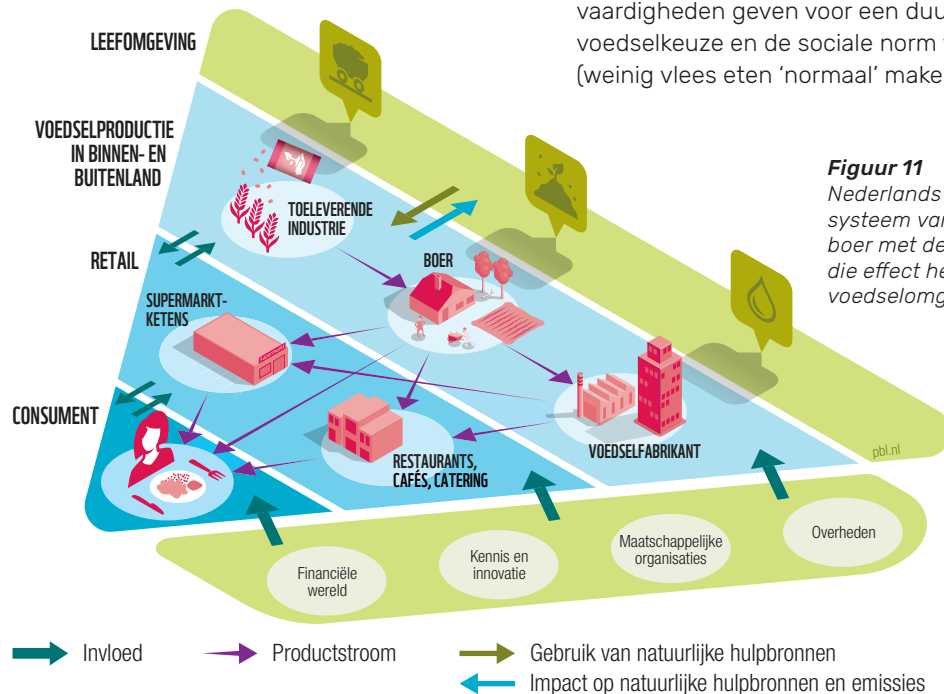 vaardigheden geven voor een duu
voedselkeuze en de sociale norm
(weinig vlees eten ‘normaal’ make
Figuur 11
Nederlands
systeem van
boer met de
die effect he
voedselomg
LEEFOMGEVING
VOEDSELPRODUCTIE
IN BINNEN- EN
BUITENLAND
TOELEVERENDE
INDUSTRIE
RETAIL
BOER
SUPERMARKT-
KETENS
CONSUMENT
RESTAURANTS,
CAFÉS, CATERING
VOEDSELFABRIKANT
pbl.nl
Financiële
wereld
Kennis en
innovatie
Maatschappelijke
organisaties
Overheden
Invloed
Productstroom
Gebruik van natuurlijke hulpbronnen
Impact op natuurlijke hulpbronnen en emissies